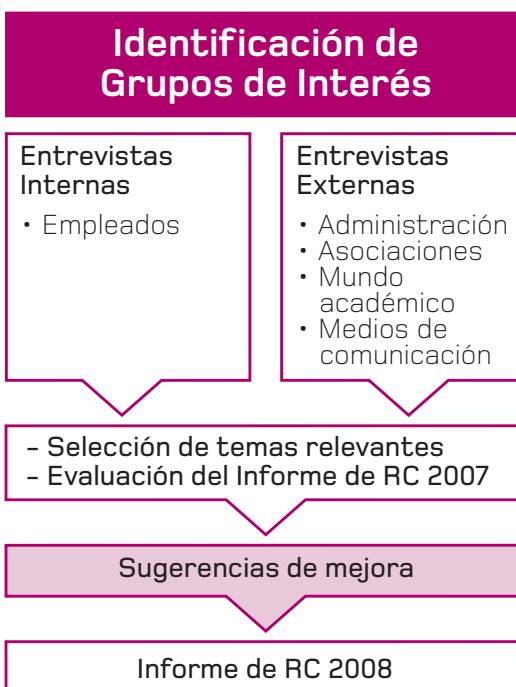 Identificación de
Grupos de Interés
Entrevistas
Internas
• Empleados
Entrevistas
Externas
• Administración
• Asociaciones
• Mundo
académico
• Medios de
comunicación
– Selección de temas relevantes
– Evaluación del Informe de RC 2007
Sugerencias de mejora
Informe de RC 2008